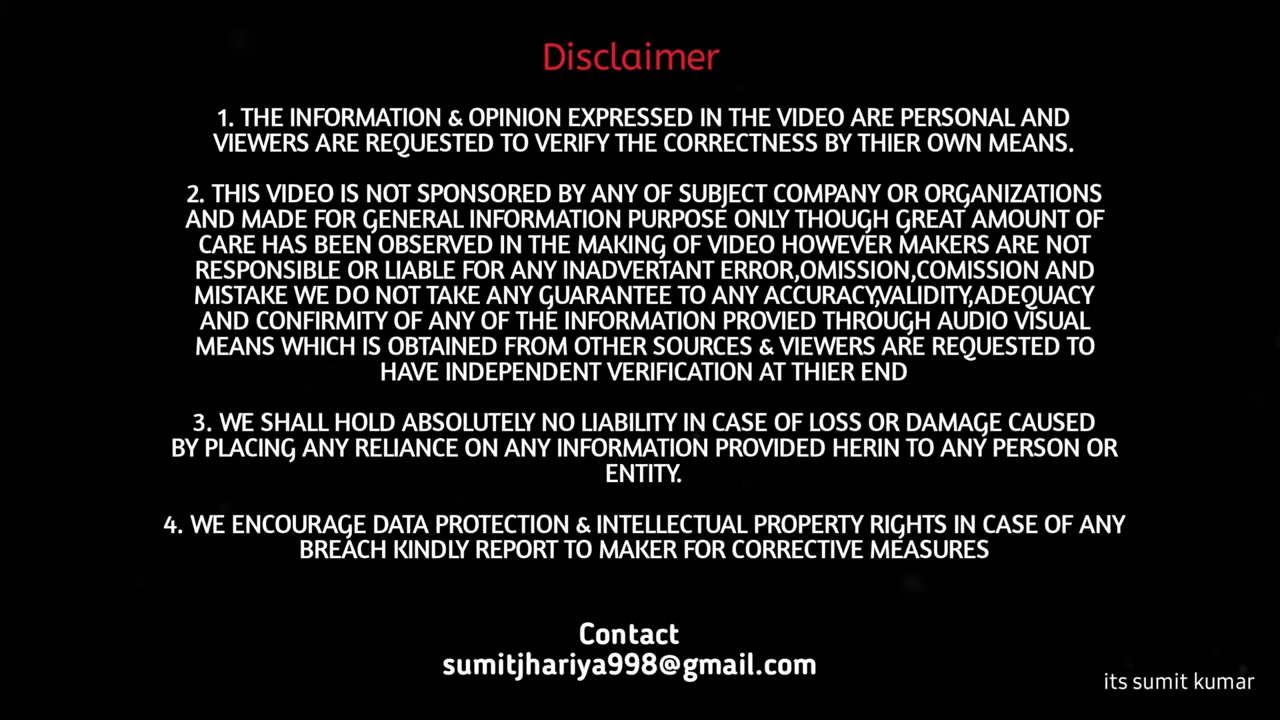 Disclaimer
1. THE INFORMATION & OPINION EXPRESSED IN THE VIDEO ARE PERSONAL AND
VIEWERS ARE REQUESTED TO VERIFY THE CORRECTNESS BY THIER OWN MEANS.
2. THIS VIDEO IS NOT SPONSORED BY ANY OF SUBJECT COMPANY OR ORGANIZATIONS
AND MADE FOR GENERAL INFORMATION PURPOSE ONLY THOUGH GREAT AMOUNT OF
CARE HAS BEEN OBSERVED IN THE MAKING OF VIDEO HOWEVER MAKERS ARE NOT
RESPONSIBLE OR LIABLE FOR ANY INADVERTANT ERROR,OMISSION,COMISSION AND
MISTAKE WE DO NOT TAKE ANY GUARANTEE TO ANY ACCURACY,VALIDITY,ADEQUACY
AND CONFIRMITY OF ANY OF THE INFORMATION PROVIED THROUGH AUDIO VISUAL
MEANS WHICH IS OBTAINED FROM OTHER SOURCES & VIEWERS ARE REQUESTED TO
HAVE INDEPENDENT VERIFICATION AT THIER END
3. WE SHALL HOLD ABSOLUTELY NO LIABILITY IN CASE OF LOSS OR DAMAGE CAUSED
BY PLACING ANY RELIANCE ON ANY INFORMATION PROVIDED HERIN TO ANY PERSON OR
ENTITY.
4. WE ENCOURAGE DATA PROTECTION & INTELLECTUAL PROPERTY RIGHTS IN CASE OF ANY
BREACH KINDLY REPORT TO MAKER FOR CORRECTIVE MEASURES
Contact
sumitjhariya998@gmail.com
its sumit kumar